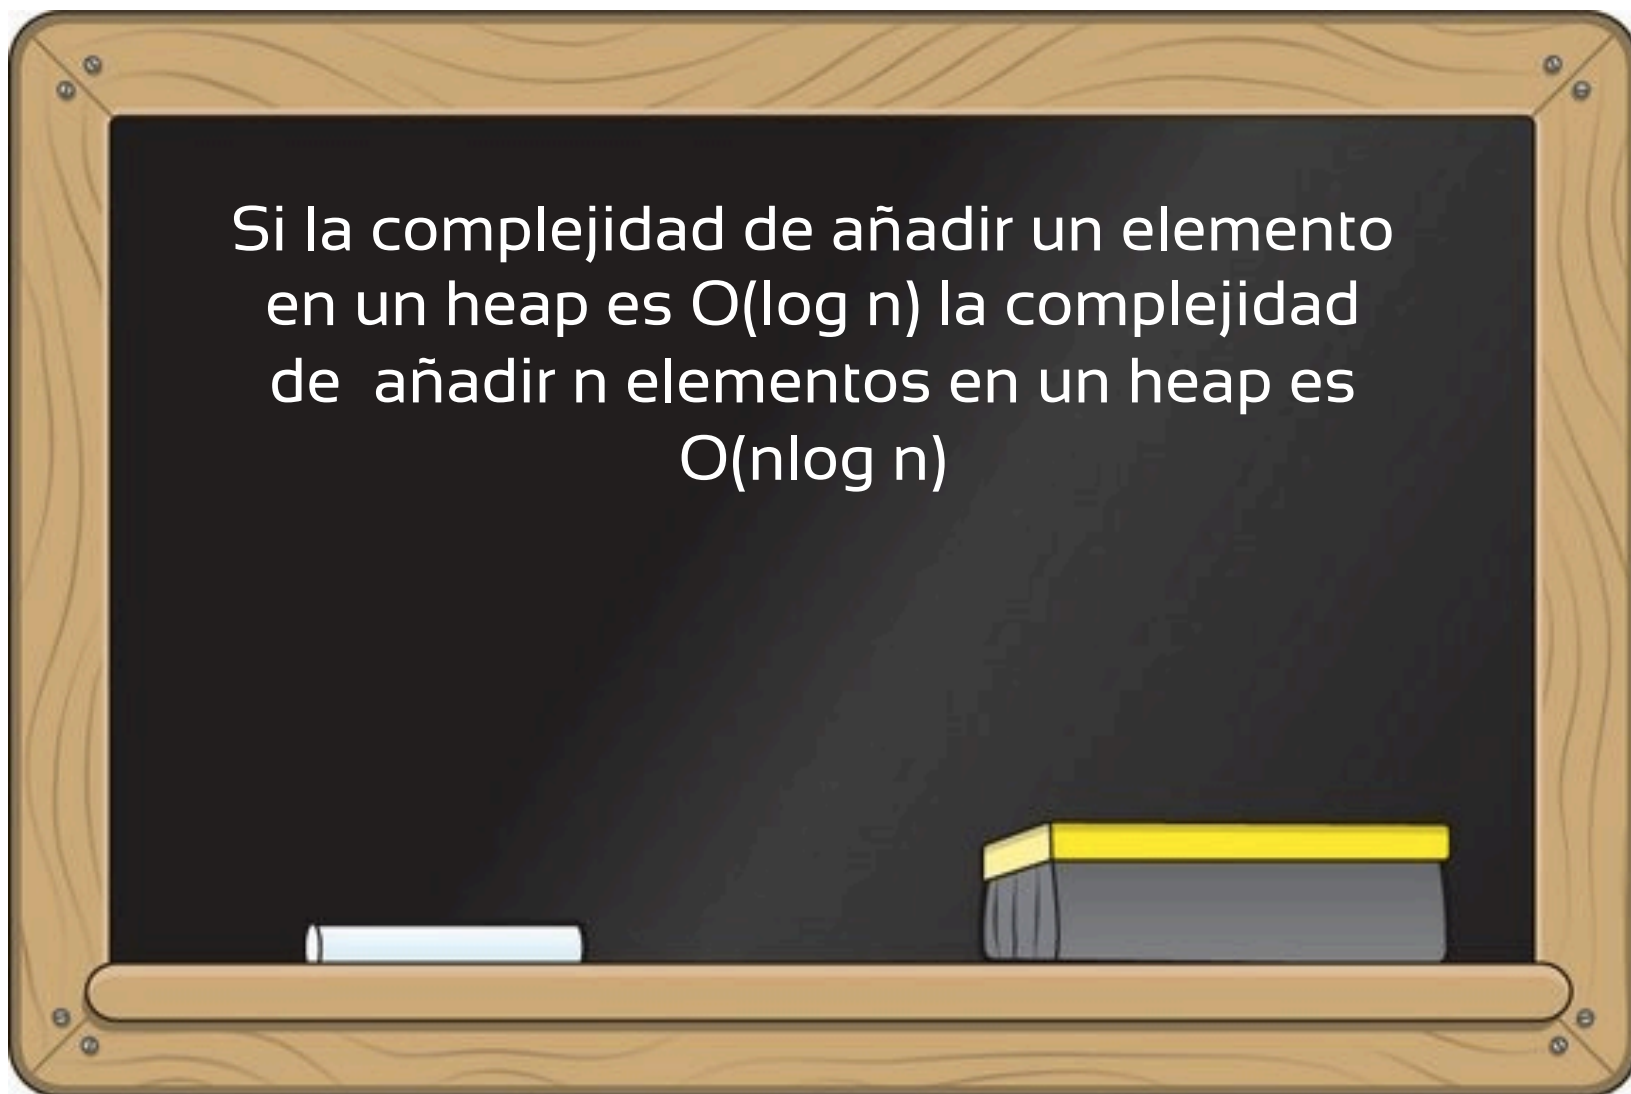 Si la complejidad de añadir un elemento
en un heap es O(log n) la complejidad
de  añadir n elementos en un heap es
O(nlog n)